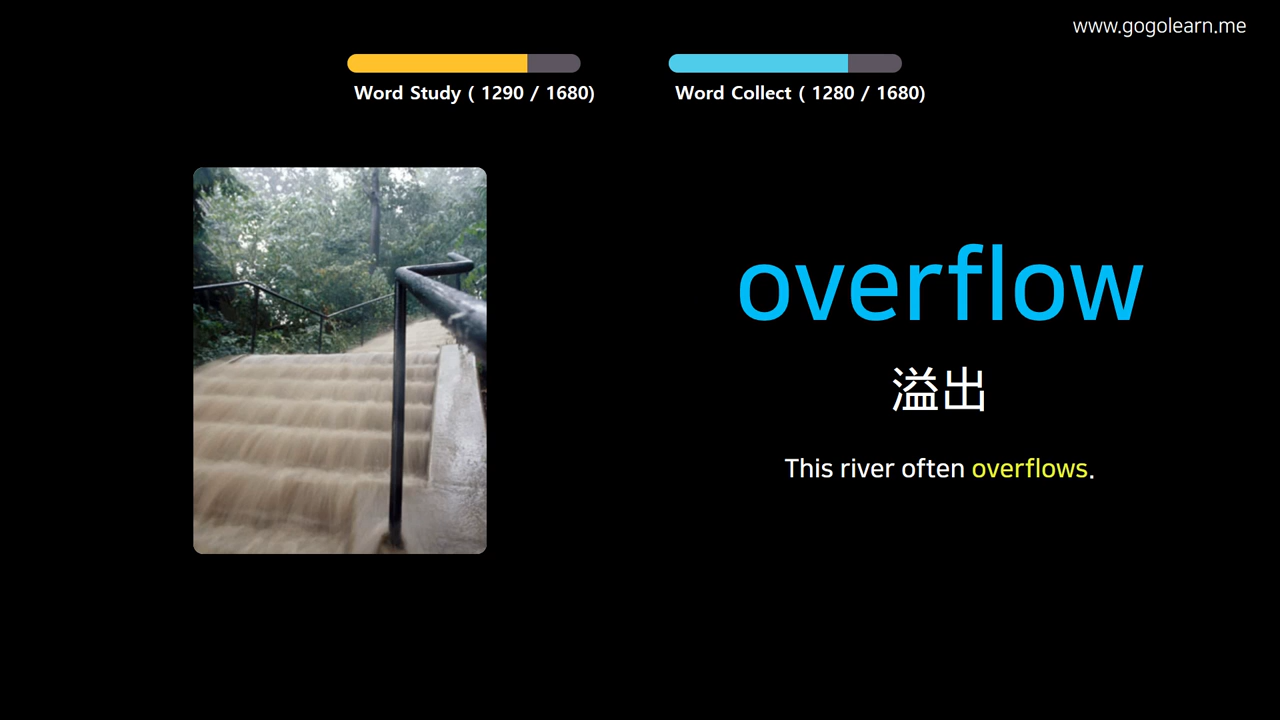 www.gogolearn.me
Word Study ( 1290 / 1680)
Word Collect ( 1280 / 1680)
overflow
溢出
This river often overflows.